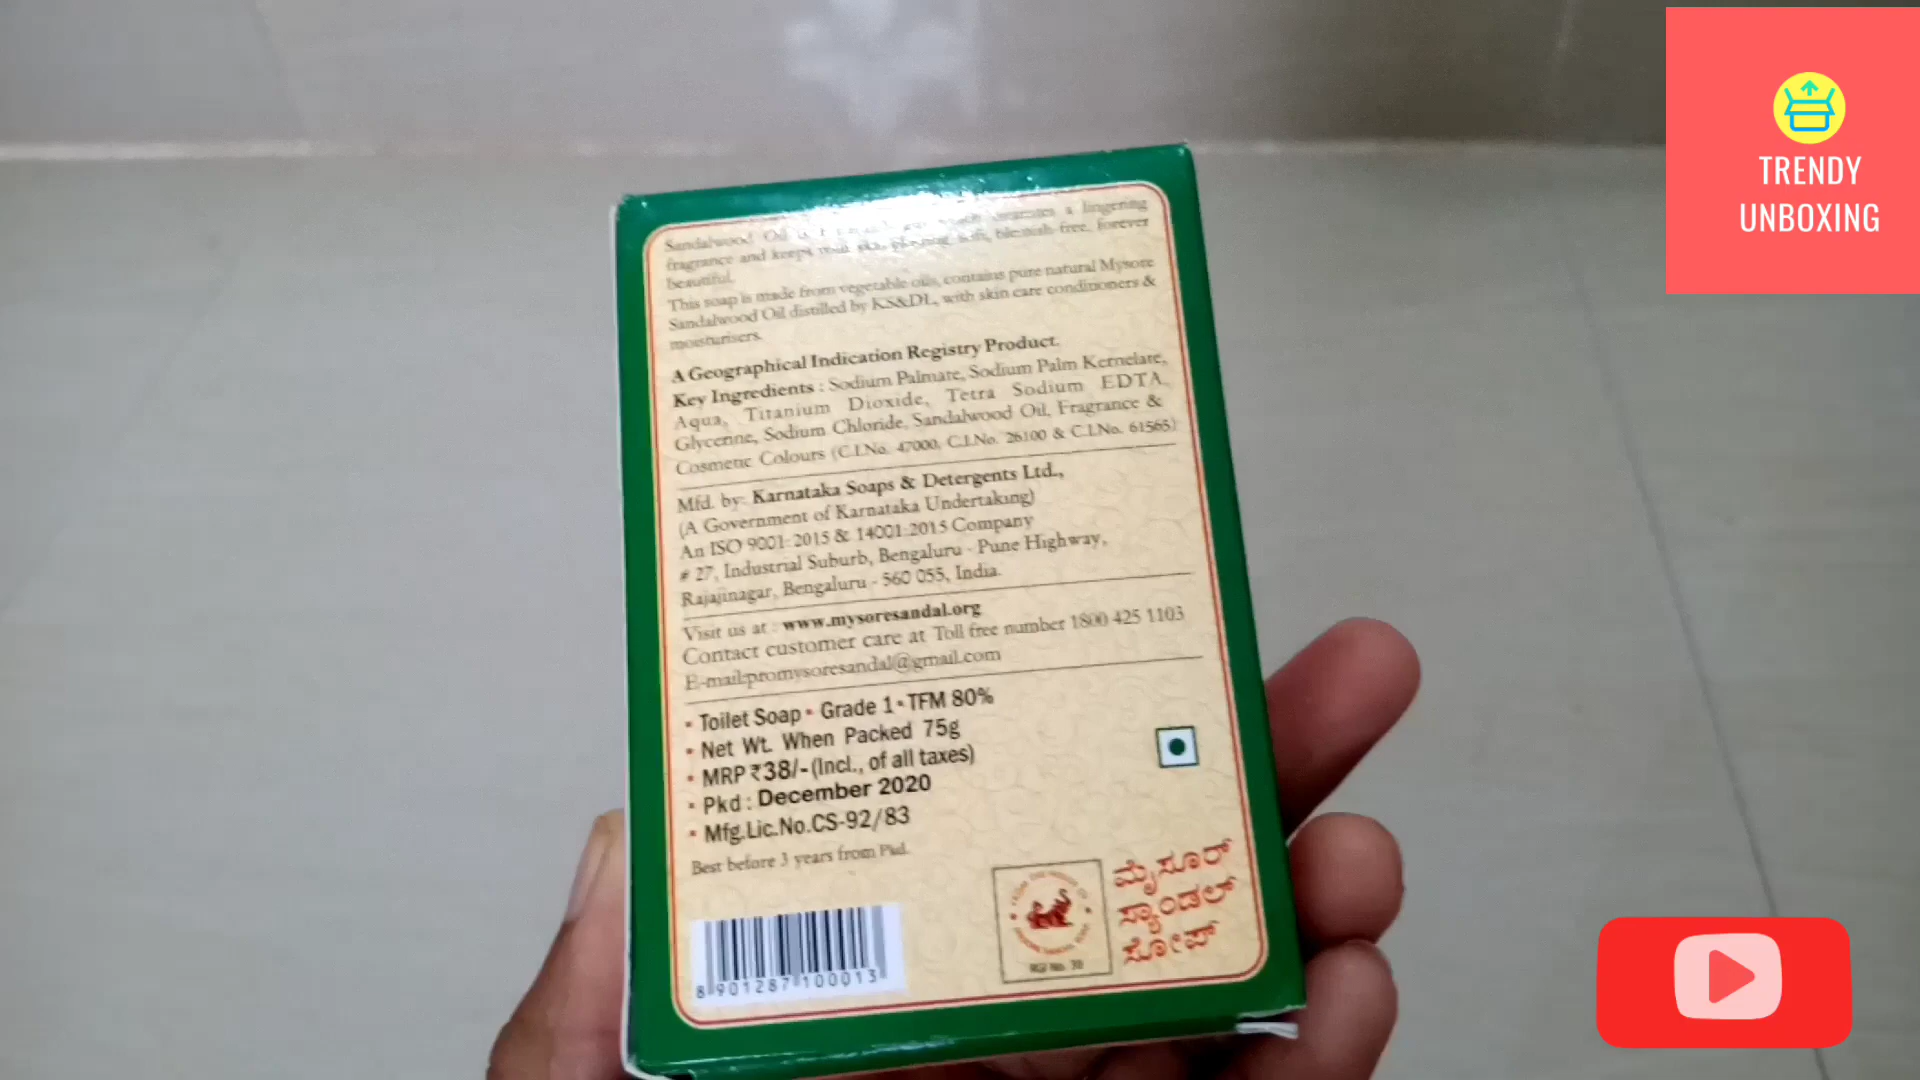 TRENDY
UNBOXING
Sandalwood Oil
lingering
fragrance and keeps your skin glowing, soft, blemish free, forever
beautiful.
This soap is made from vegetable oils, contains pure natural Mysore
Sandalwood Oil distilled by KS&DL, with skin care conditioners &
moisturisers.
A Geographical Indication Registry Product.
Key Ingredients : Sodium Palmate, Sodium Palm Kernelate,
Aqua, Titanium Dioxide, Tetra Sodium EDTA,
Glycerine, Sodium Chloride, Sandalwood Oil, Fragrance &
Cosmetic Colours (C.I.No. 47000, C.I.No. 26100 & C.I.No. 61565)
Mfd. by: Karnataka Soaps & Detergents Ltd.,
(A Government of Karnataka Undertaking)
An ISO 9001:2015 & 14001:2015 Company
# 27, Industrial Suburb, Bengaluru - Pune Highway,
Rajajinagar, Bengaluru - 560 055, India.
Visit us at : www.mysoresandal.org
Contact customer care at Toll free number 1800 425 1103
E-mail:promysoresandal@gmail.com
• Toilet Soap • Grade 1 • TFM 80%
• Net Wt. When Packed 75g
• MRP ₹38/- (Incl., of all taxes)
• Pkd : December 2020
• Mfg.Lic.No.CS-92/83
Best before 3 years from Pkd.
8 901287 100013
ಮೈಸೂರ್
ಸ್ಯಾಂಡಲ್
ಸೋಪ್